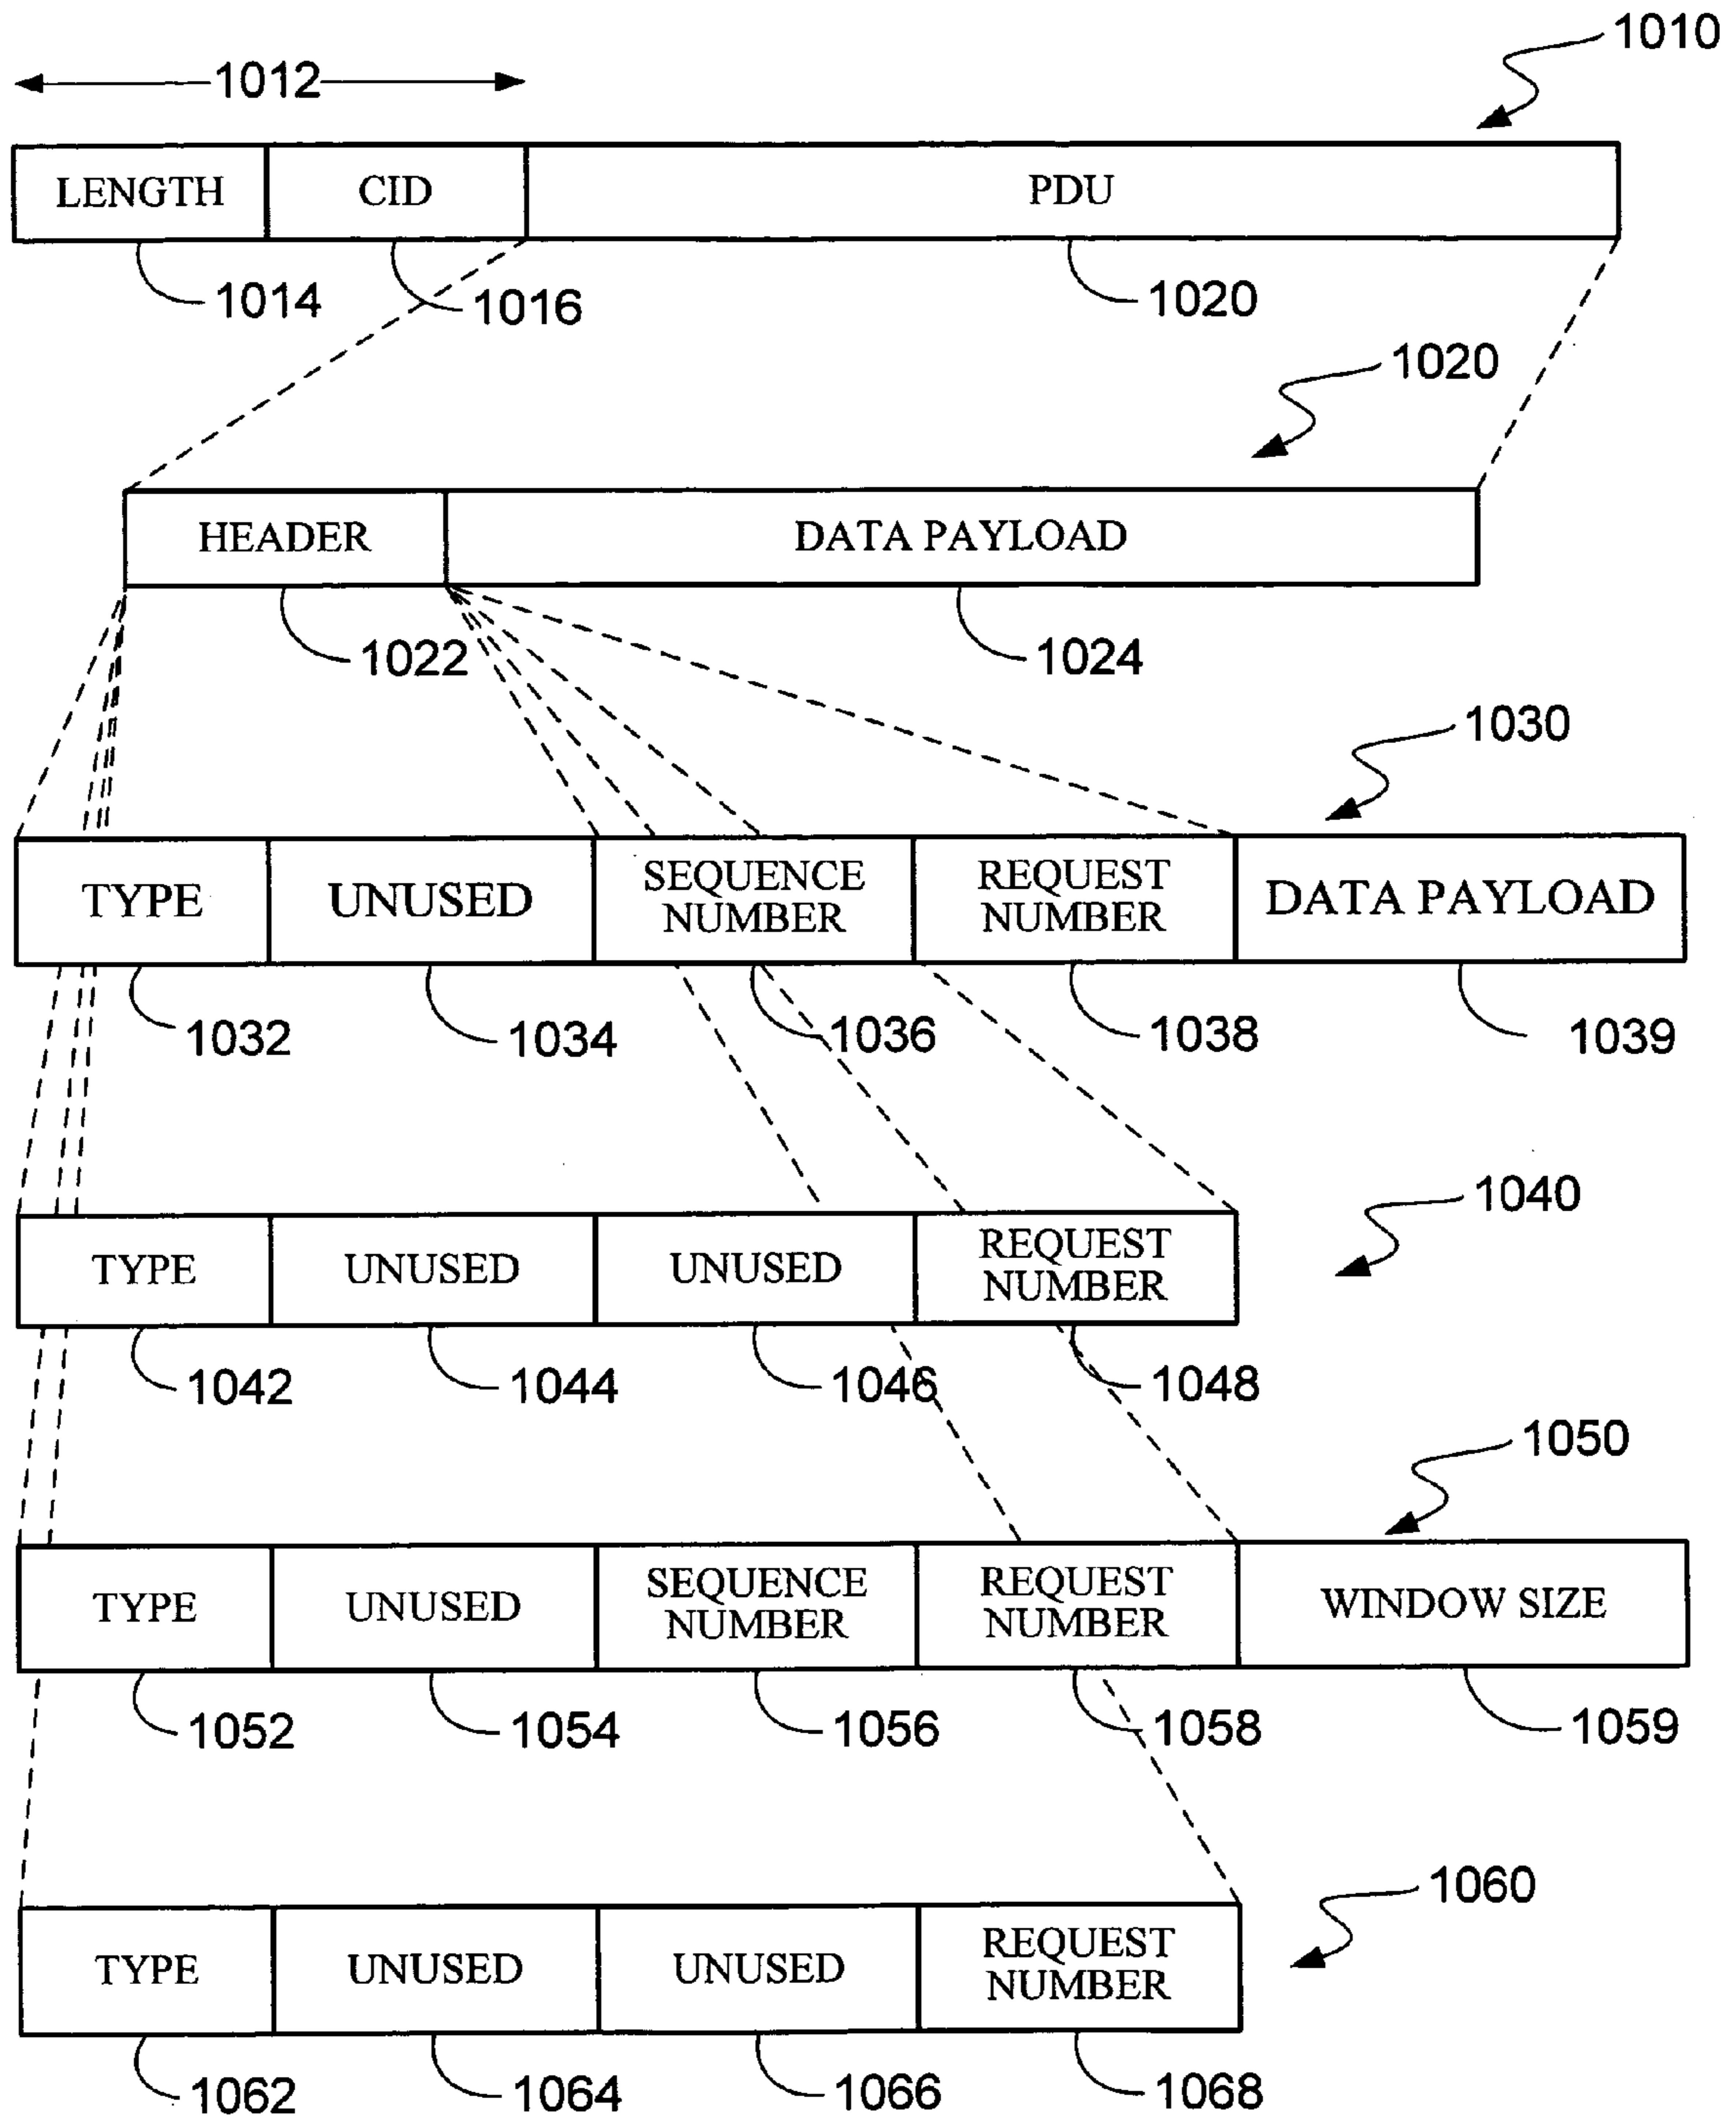 1010
1012
LENGTH CID PDU
1014 1016 1020
1020
HEADER DATA PAYLOAD
1022 1024
1030
TYPE UNUSED SEQUENCE NUMBER REQUEST NUMBER DATA PAYLOAD
1032 1034 1036 1038 1039
1040
TYPE UNUSED UNUSED REQUEST NUMBER
1042 1044 1046 1048
1050
TYPE UNUSED SEQUENCE NUMBER REQUEST NUMBER WINDOW SIZE
1052 1054 1056 1058 1059
1060
TYPE UNUSED UNUSED REQUEST NUMBER
1062 1064 1066 1068